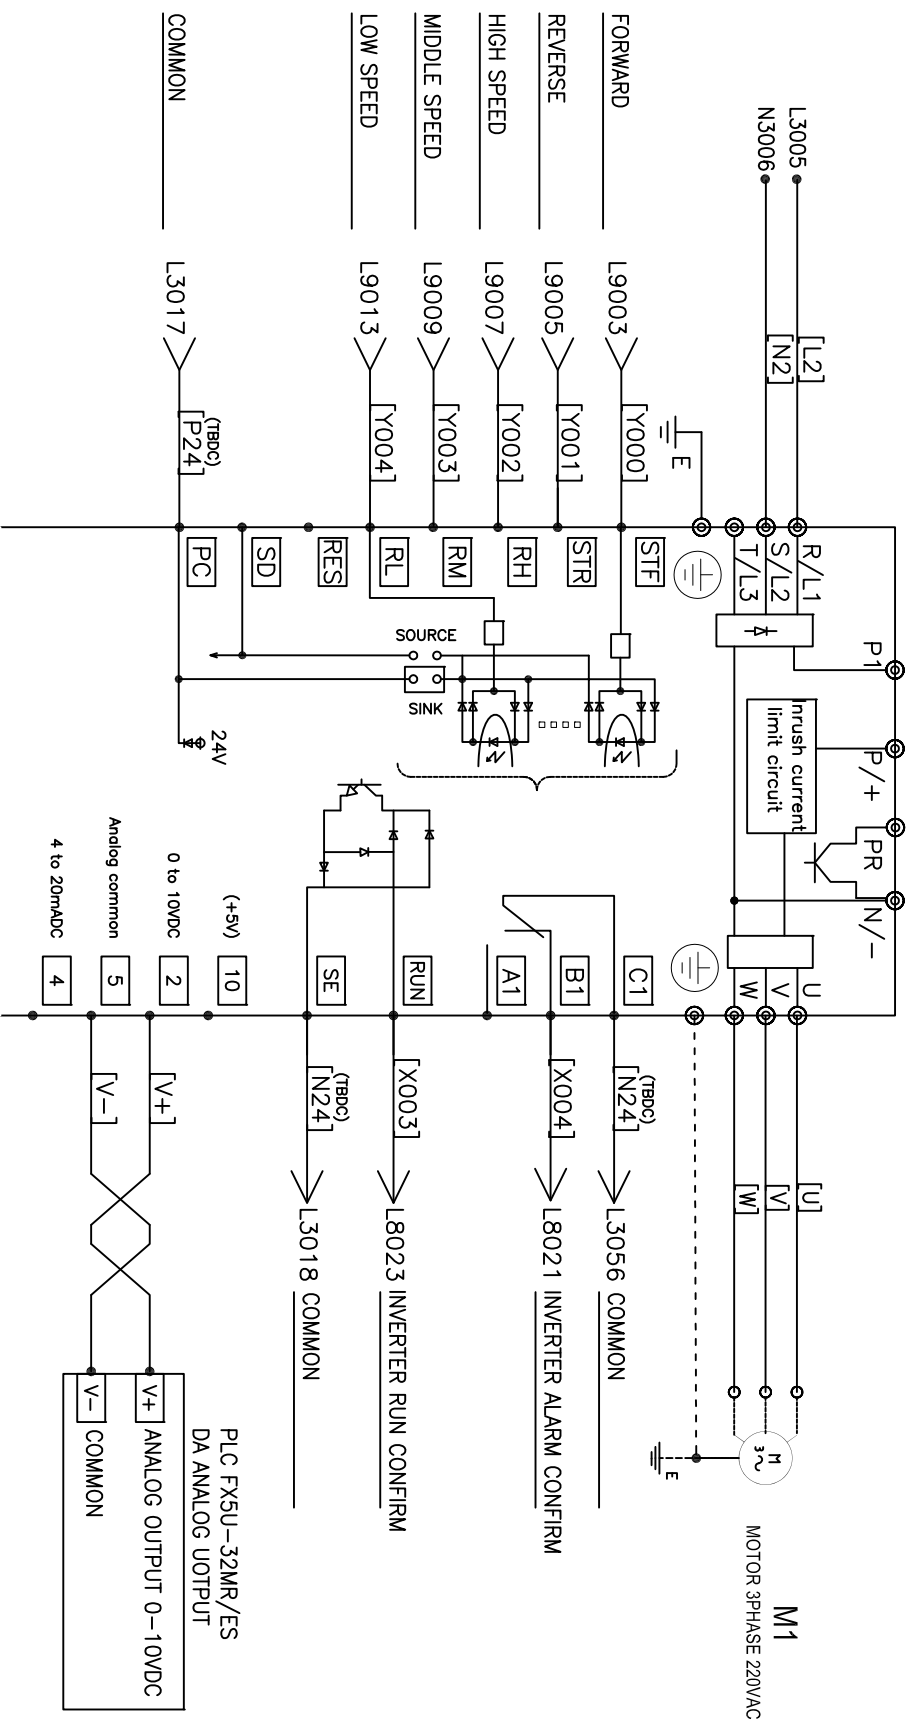 L3005
N3006
[L2]
[N2]
R/L1
S/L2
T/L3
P1
P/+
PR
N/-
Inrush current
limit circuit
U
V
W
[U]
[V]
[W]
M
3~
E
M1
MOTOR 3PHASE 220VAC
E
FORWARD
L9003
[Y000]
STF
REVERSE
L9005
[Y001]
STR
HIGH SPEED
L9007
[Y002]
RH
MIDDLE SPEED
L9009
[Y003]
RM
LOW SPEED
L9013
[Y004]
RL
RES
SD
COMMON
L3017
(TBDC)
[P24]
PC
SOURCE
SINK
24V
C1
(TBDC)
[N24]
L3056 COMMON
B1
[X004]
L8021 INVERTER ALARM CONFIRM
A1
RUN
[X003]
L8023 INVERTER RUN CONFIRM
SE
(TBDC)
[N24]
L3018 COMMON
(+5V)
10
0 to 10VDC
2
[V+]
Analog common
5
[V-]
4 to 20mADC
4
PLC FX5U-32MR/ES
DA ANALOG UOTPUT
V+
ANALOG OUTPUT 0-10VDC
V-
COMMON